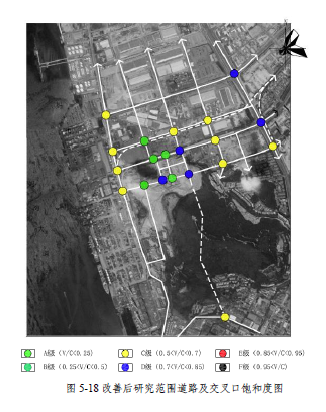 A级 (V/C<0.25)
C级 (0.5<V/C<0.7)
E级 (0.85<V/C<0.95)
B级 (0.25<V/C<0.5)
D级 (0.7<V/C<0.85)
F级 (0.95<V/C)
图 5-18 改善后研究范围道路及交叉口饱和度图